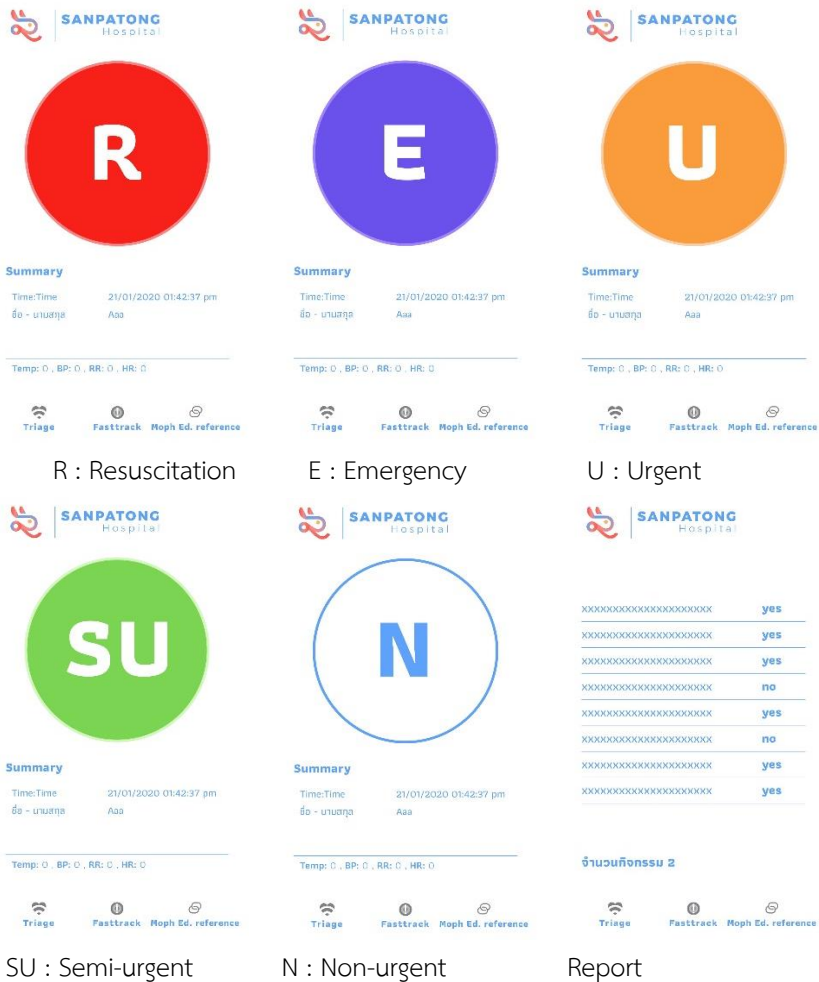 SANPATONG
Hospital
R
Summary
Time:Time 21/01/2020 01:42:37 pm
ชื่อ - นามสกุล Aaa
Temp: 0 , BP: 0 , RR: 0 , HR: 0
Triage Fasttrack Moph Ed. reference
R : Resuscitation
SANPATONG
Hospital
E
Summary
Time:Time 21/01/2020 01:42:37 pm
ชื่อ - นามสกุล Aaa
Temp: 0 , BP: 0 , RR: 0 , HR: 0
Triage Fasttrack Moph Ed. reference
E : Emergency
SANPATONG
Hospital
U
Summary
Time:Time 21/01/2020 01:42:37 pm
ชื่อ - นามสกุล Aaa
Temp: 0 , BP: 0 , RR: 0 , HR: 0
Triage Fasttrack Moph Ed. reference
U : Urgent
SANPATONG
Hospital
SU
Summary
Time:Time 21/01/2020 01:42:37 pm
ชื่อ - นามสกุล Aaa
Temp: 0 , BP: 0 , RR: 0 , HR: 0
Triage Fasttrack Moph Ed. reference
SU : Semi-urgent
SANPATONG
Hospital
N
Summary
Time:Time 21/01/2020 01:42:37 pm
ชื่อ - นามสกุล Aaa
Temp: 0 , BP: 0 , RR: 0 , HR: 0
Triage Fasttrack Moph Ed. reference
N : Non-urgent
SANPATONG
Hospital
xxxxxxxxxxxxxxxxxxxxx yes
xxxxxxxxxxxxxxxxxxxxx yes
xxxxxxxxxxxxxxxxxxxxx yes
xxxxxxxxxxxxxxxxxxxxx no
xxxxxxxxxxxxxxxxxxxxx yes
xxxxxxxxxxxxxxxxxxxxx no
xxxxxxxxxxxxxxxxxxxxx yes
xxxxxxxxxxxxxxxxxxxxx yes
จำนวนกิจกรรม 2
Triage Fasttrack Moph Ed. reference
Report